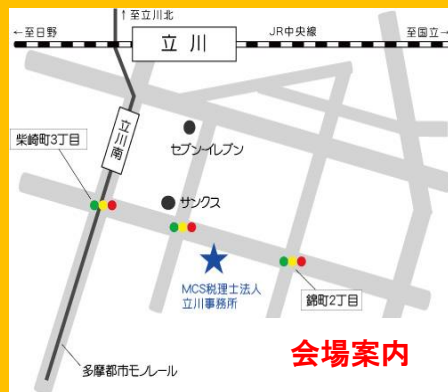 ↑至立川北
←至日野
立川
JR中央線
至国立→
立川南
柴崎町3丁目
セブン-イレブン
サンクス
MCS税理士法人
立川事務所
錦町2丁目
多摩都市モノレール
会場案内